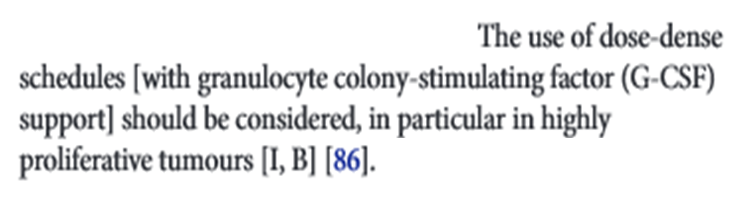 The use of dose-dense
schedules [with granulocyte colony-stimulating factor (G-CSF)
support] should be considered, in particular in highly
proliferative tumours [I, B] [86].